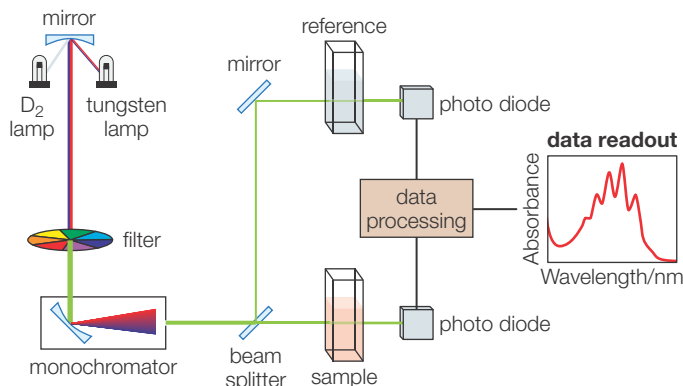 mirror
D2
lamp
tungsten
lamp
filter
monochromator
mirror
reference
photo diode
data
processing
data readout
Absorbance
Wavelength/nm
photo diode
beam
splitter
sample